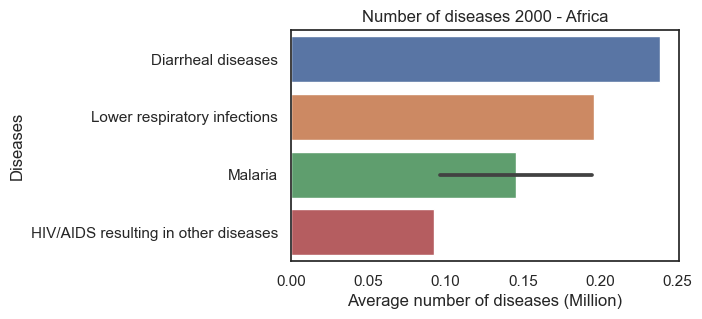 Number of diseases 2000 - Africa
Diseases
Diarrheal diseases
Lower respiratory infections
Malaria
HIV/AIDS resulting in other diseases
0.00 0.05 0.10 0.15 0.20 0.25
Average number of diseases (Million)